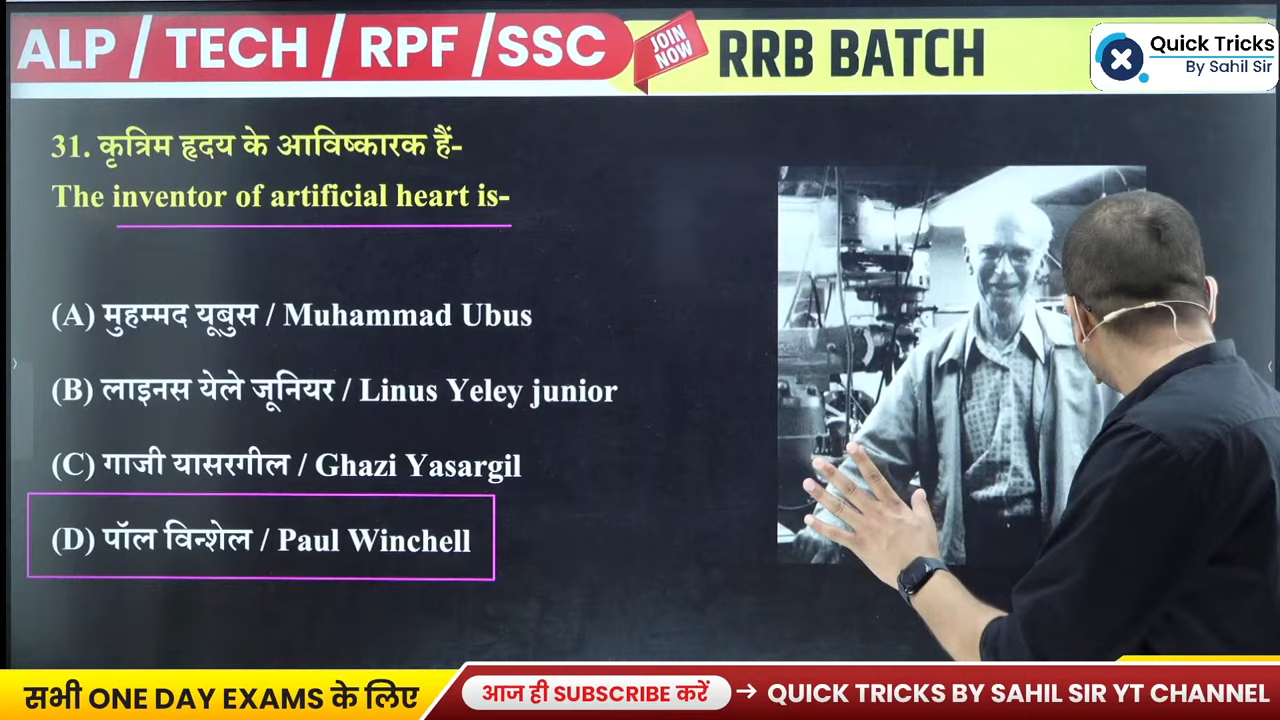 ALP / TECH / RPF / SSC
JOIN NOW
RRB BATCH
Quick Tricks
By Sahil Sir
31. कृत्रिम हृदय के आविष्कारक हैं-
The inventor of artificial heart is-
(A) मुहम्मद यूबुस / Muhammad Ubus
(B) लाइनस येले जूनियर / Linus Yeley junior
(C) गाजी यासरगील / Ghazi Yasargil
(D) पॉल विन्शेल / Paul Winchell
सभी ONE DAY EXAMS के लिए
आज ही SUBSCRIBE करें
→ QUICK TRICKS BY SAHIL SIR YT CHANNEL